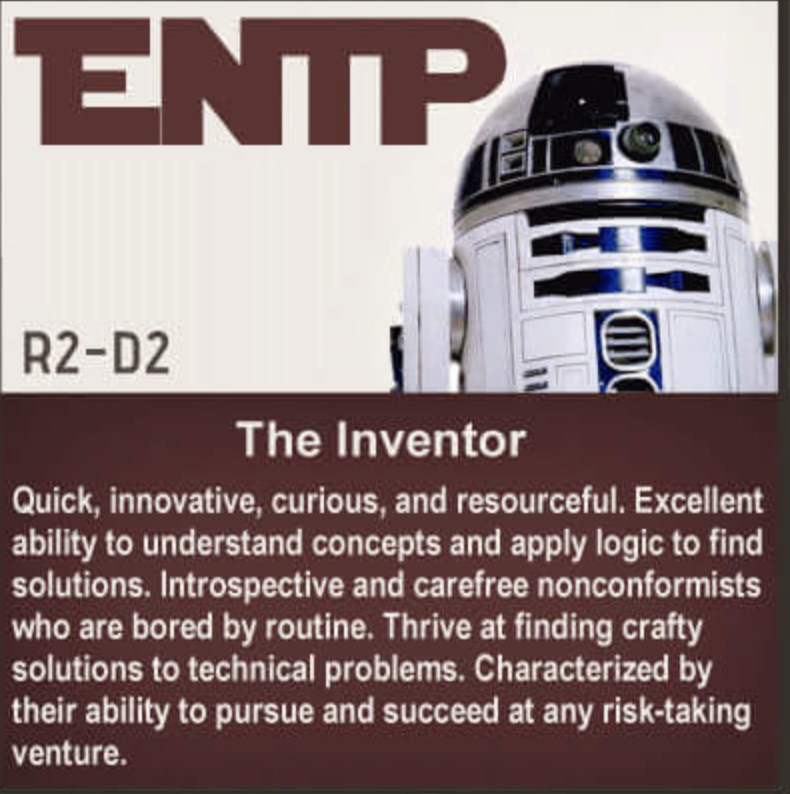 ENTP
R2-D2
The Inventor
Quick, innovative, curious, and resourceful. Excellent
ability to understand concepts and apply logic to find
solutions. Introspective and carefree nonconformists
who are bored by routine. Thrive at finding crafty
solutions to technical problems. Characterized by
their ability to pursue and succeed at any risk-taking
venture.